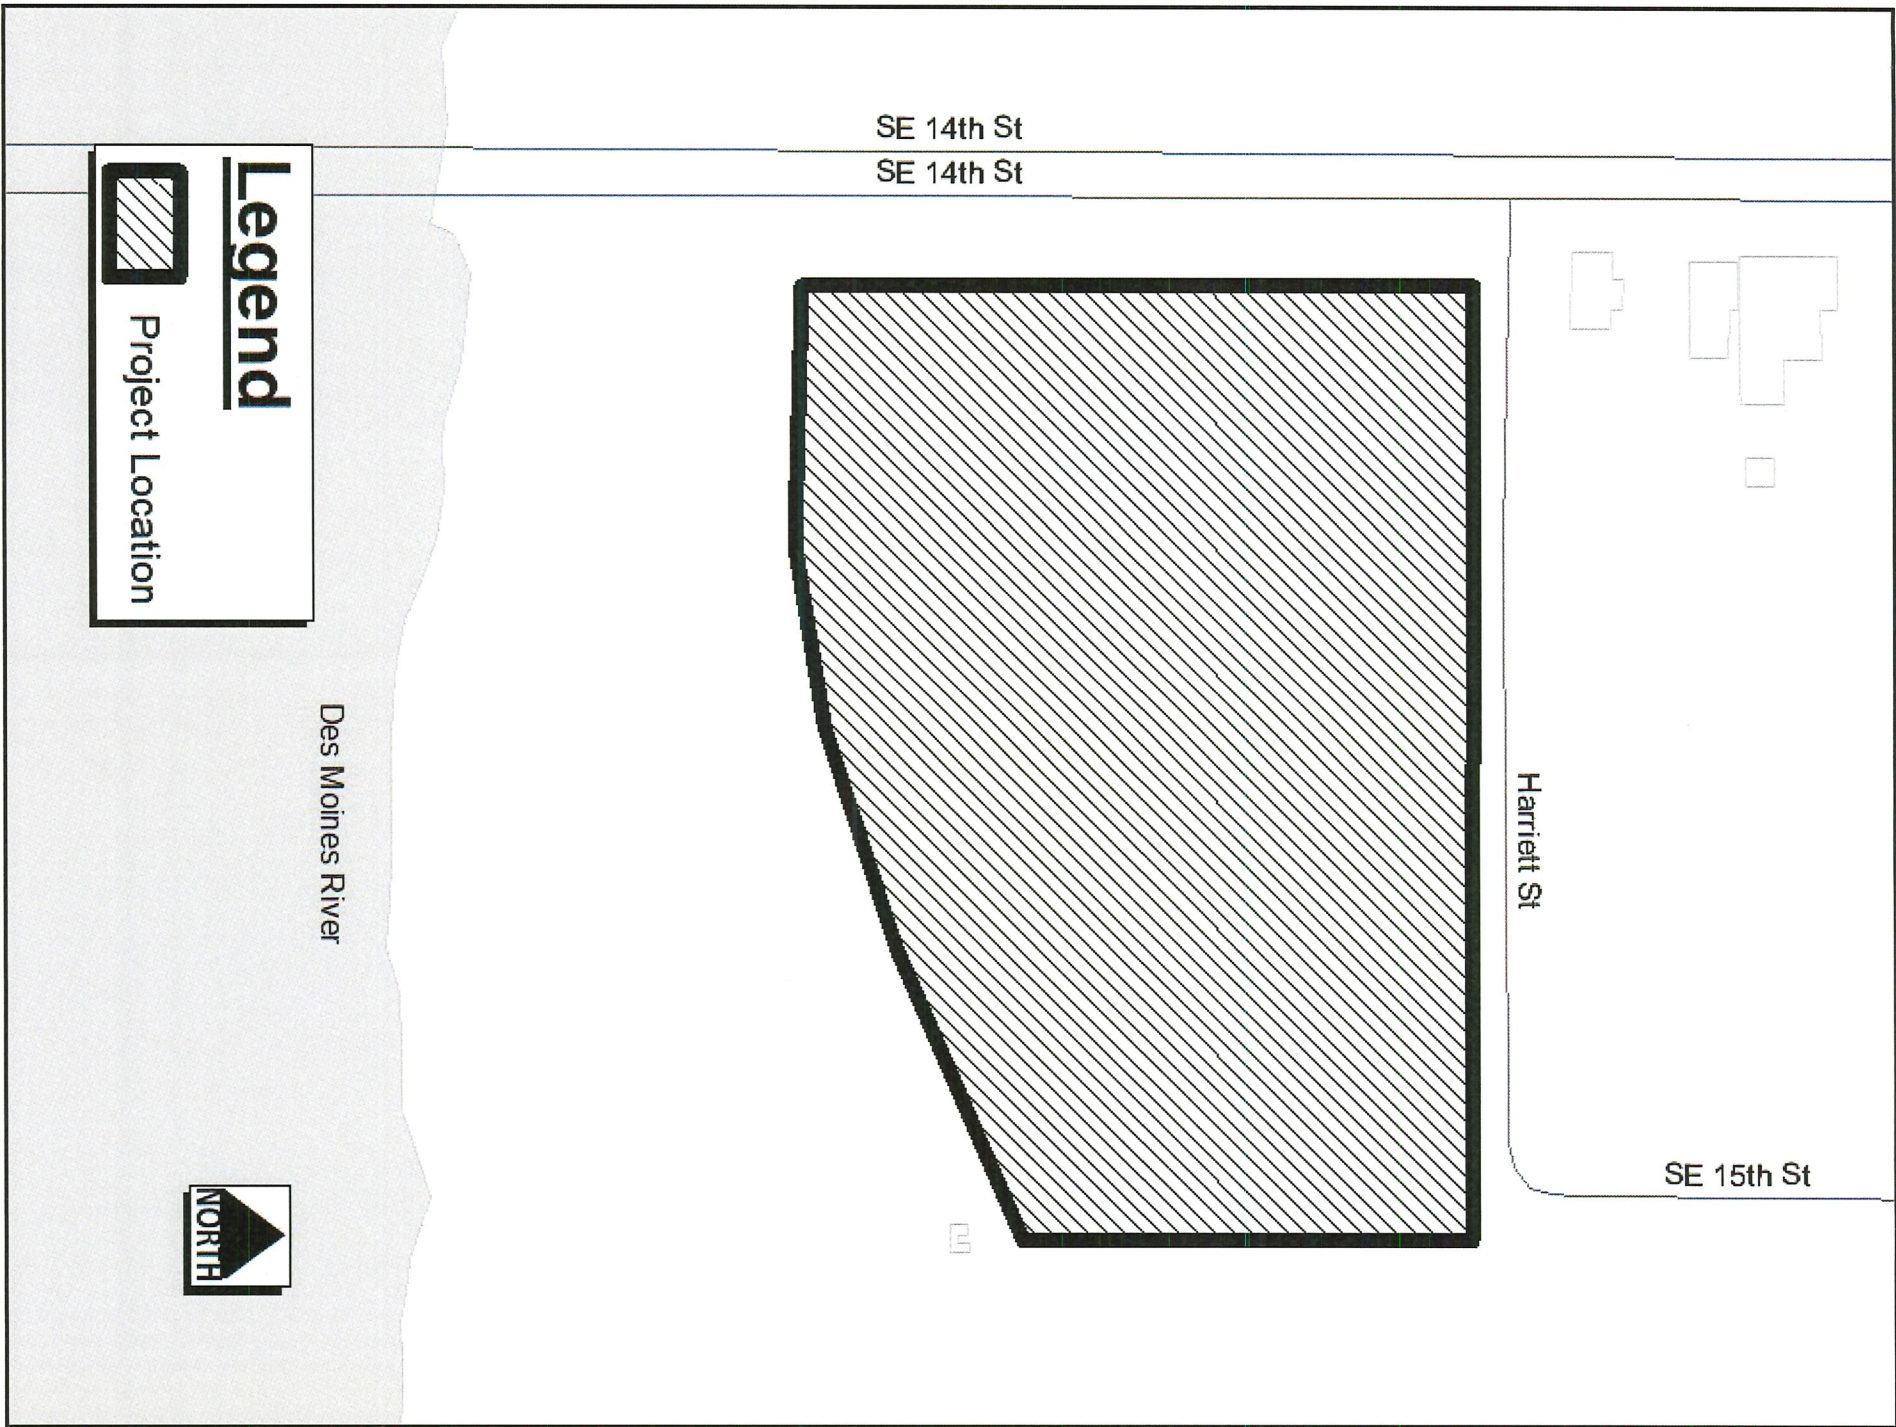 SE 14th St
SE 14th St
Harriett St
SE 15th St
Des Moines River
Legend
Project Location
NORTH